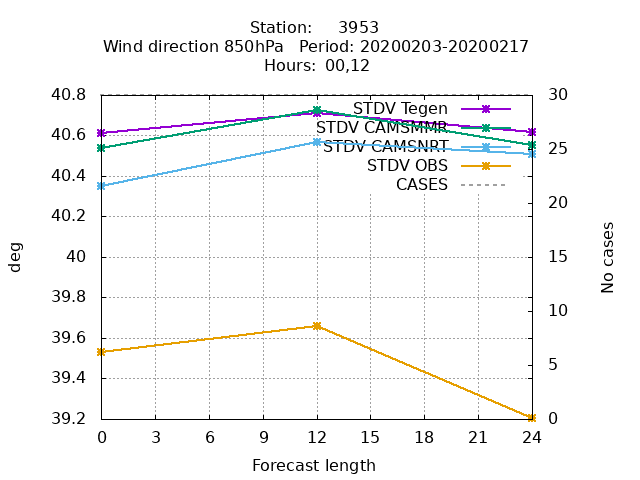 Station: 3953
Wind direction 850hPa Period: 20200203-20200217
Hours: 00,12
40.8
40.6
40.4
40.2
40
39.8
39.6
39.4
39.2
deg
30
25
20
15
10
5
0
No cases
STDV Tegen
STDV CAMSMMR
STDV CAMSNRT
STDV OBS
CASES
0 3 6 9 12 15 18 21 24
Forecast length